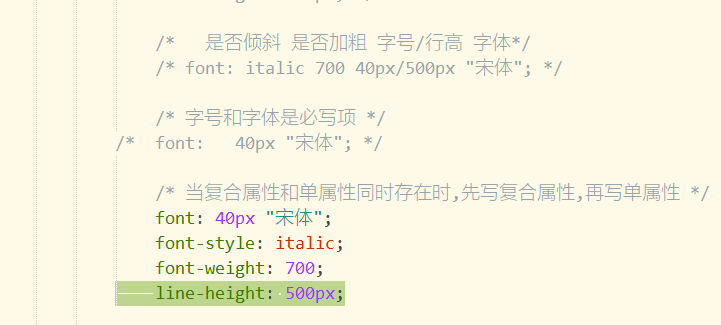 /* 是否倾斜 是否加粗 字号/行高 字体*/
/* font: italic 700 40px/500px "宋体"; */
/* 字号和字体是必写项 */
/* font: 40px "宋体"; */
/* 当复合属性和单属性同时存在时,先写复合属性,再写单属性 */
font: 40px "宋体";
font-style: italic;
font-weight: 700;
line-height: 500px;